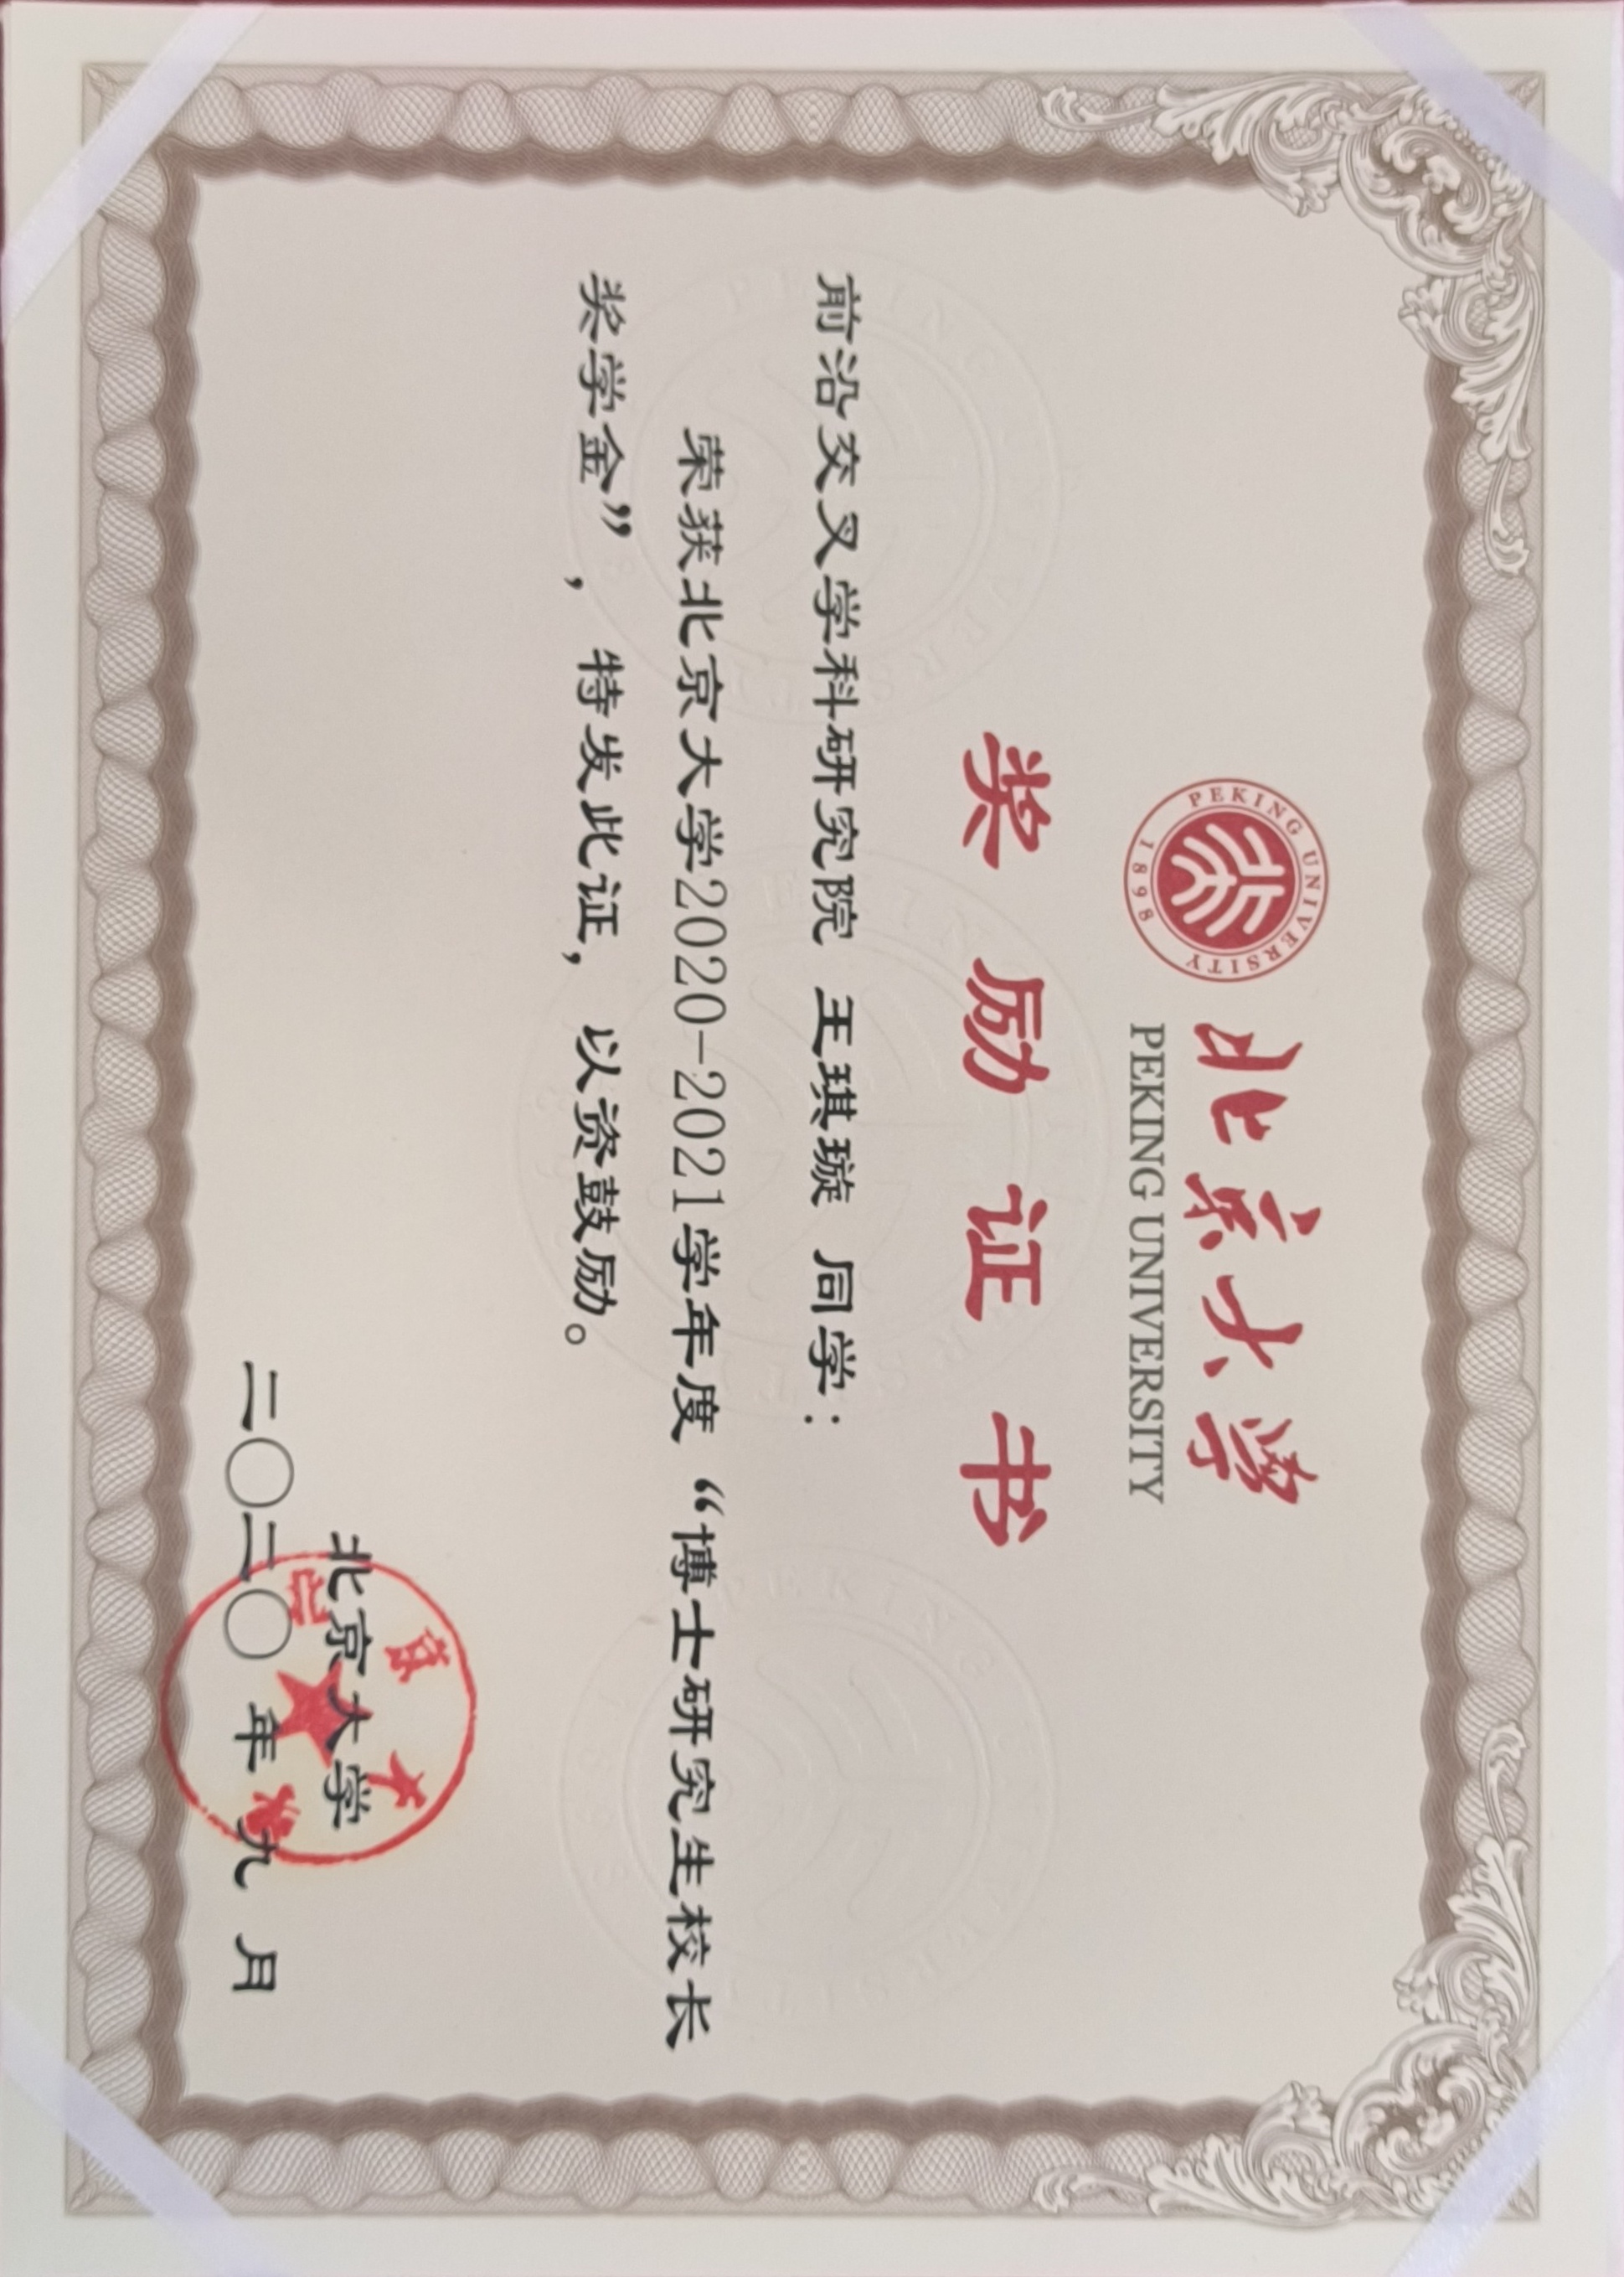 PEKING UNIVERSITY
1898
北京大学
PEKING UNIVERSITY
奖励证书
前沿交叉学科研究院 王琪璇 同学：
荣获北京大学2020-2021学年度“博士研究生校长
奖学金”，特发此证，以资鼓励。
北京大学
北京大学
二〇二〇 年 九 月